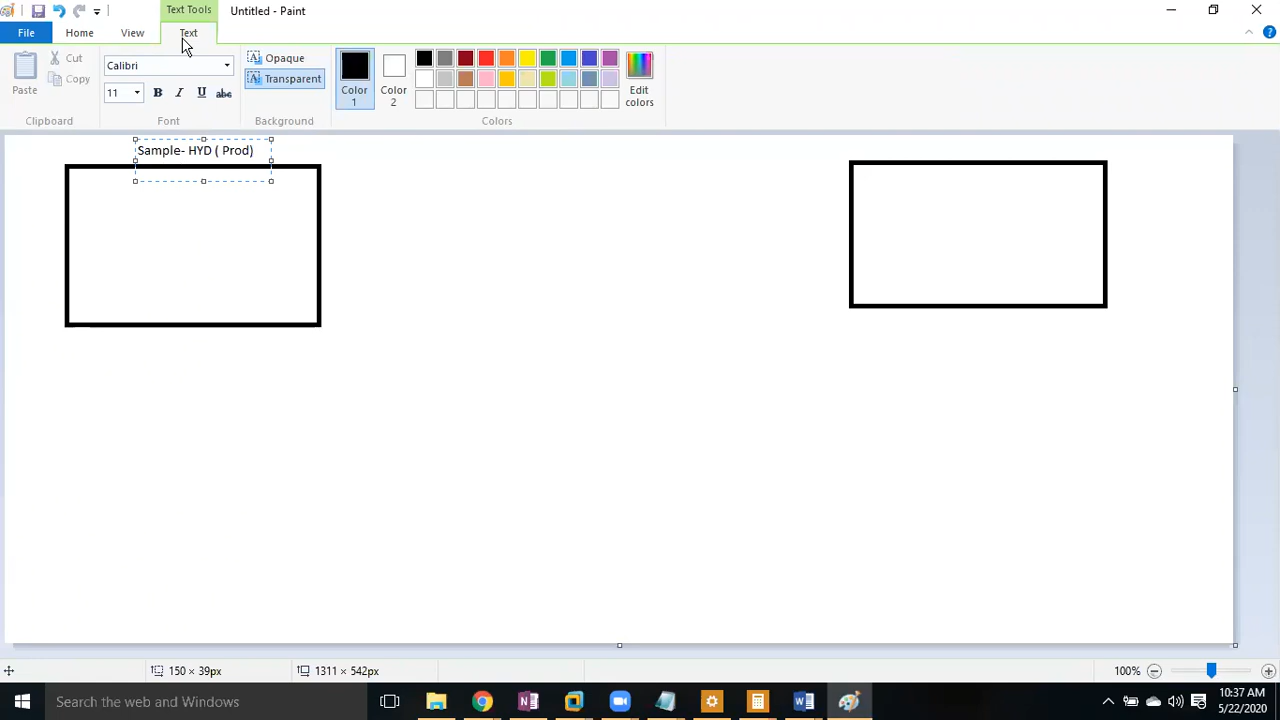 Text Tools
Untitled - Paint
File
Home
View
Text
Paste
Cut
Copy
Clipboard
Calibri
11
B
I
U
abc
Font
Opaque
Transparent
Background
Color 1
Color 2
Edit colors
Colors
Sample- HYD ( Prod)
150 × 39px
1311 × 542px
100%
Search the web and Windows
10:37 AM
5/22/2020